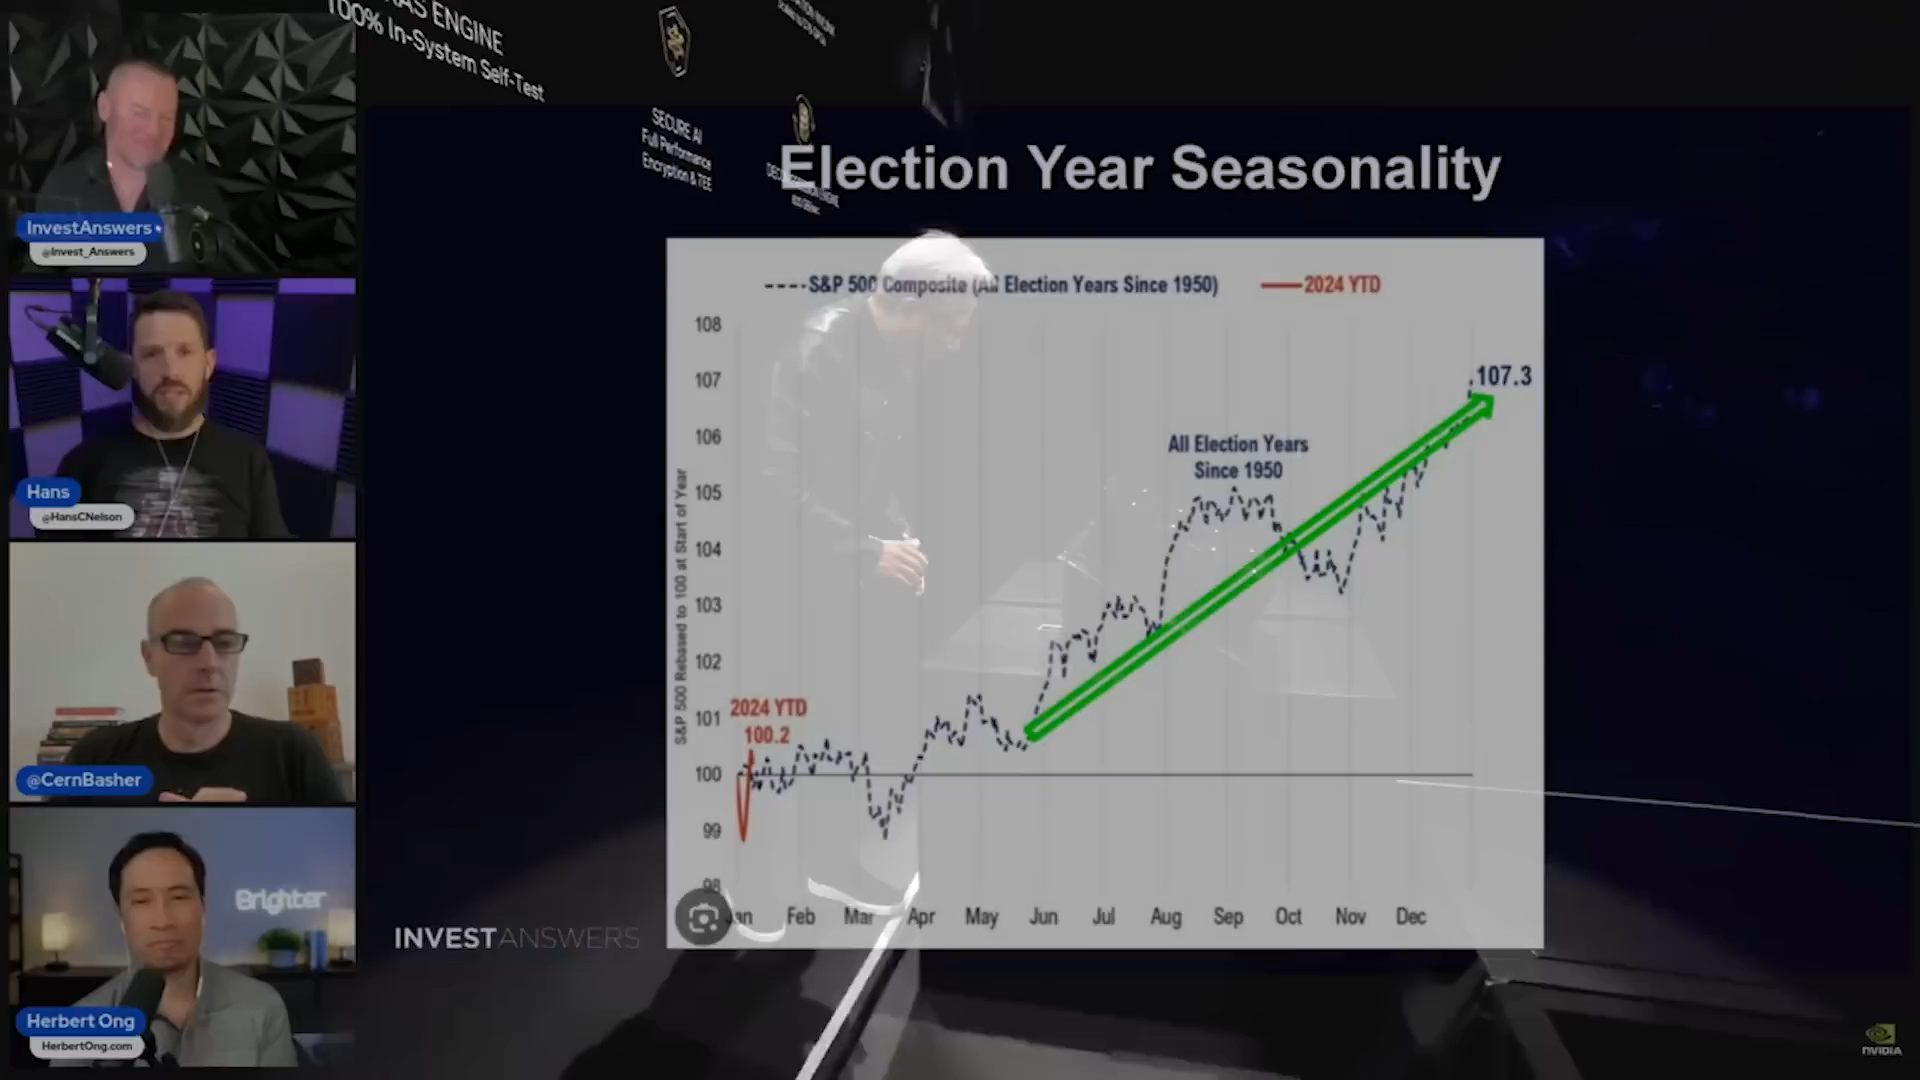 RAS ENGINE
100% In-System Self-Test
SECURE AI
Full Performance
Encryption & TEE
Election Year Seasonality
S&P 500 Composite (All Election Years Since 1950)
2024 YTD
108
107
106
105
104
103
102
101
100
99
98
S&P 500 Rebased to 100 at Start of Year
107.3
All Election Years
Since 1950
2024 YTD
100.2
Jan Feb Mar Apr May Jun Jul Aug Sep Oct Nov Dec
INVESTANSWERS
InvestAnswers
@Invest_Answers
Hans
@HansCNelson
@CernBasher
Brighter
Herbert Ong
HerbertOng.com
NVIDIA